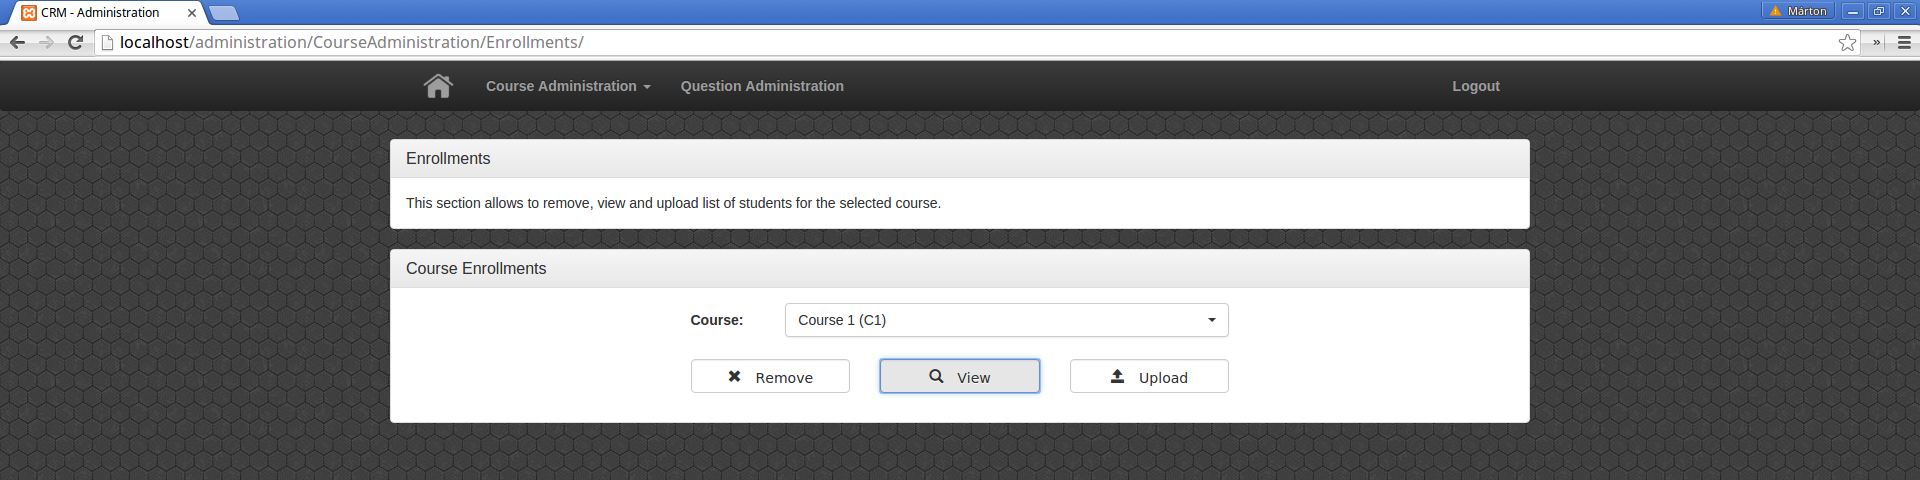 CRM - Administration
Márton
localhost/administration/CourseAdministration/Enrollments/
»
Course Administration Question Administration Logout
Enrollments
This section allows to remove, view and upload list of students for the selected course.
Course Enrollments
Course: Course 1 (C1)
Remove View Upload